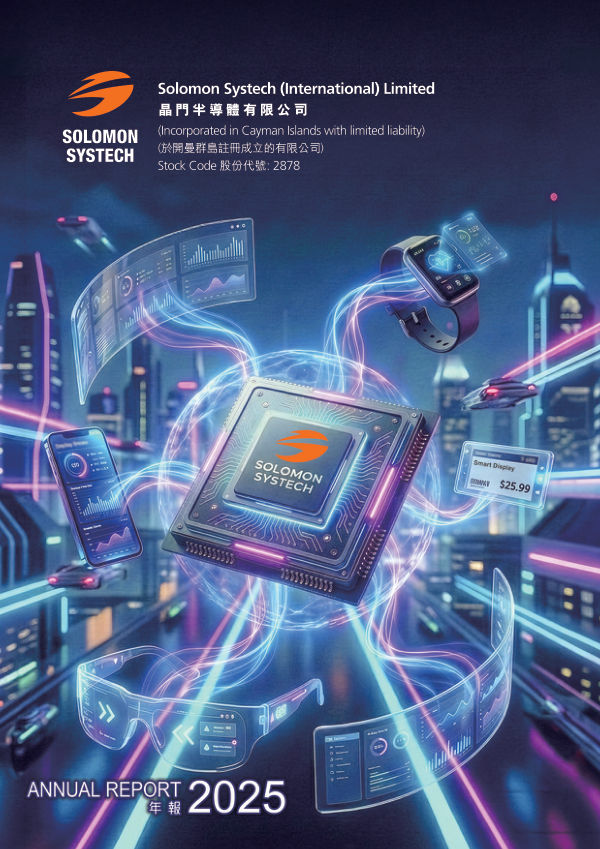 Solomon Systech (International) Limited
晶門半導體有限公司
(Incorporated in Cayman Islands with limited liability)
(於開曼群島註冊成立的有限公司)
Stock Code 股份代號: 2878
SOLOMON
SYSTECH
SOLOMON
SYSTECH
Smart Display
$25.99
ANNUAL REPORT
年報
2025